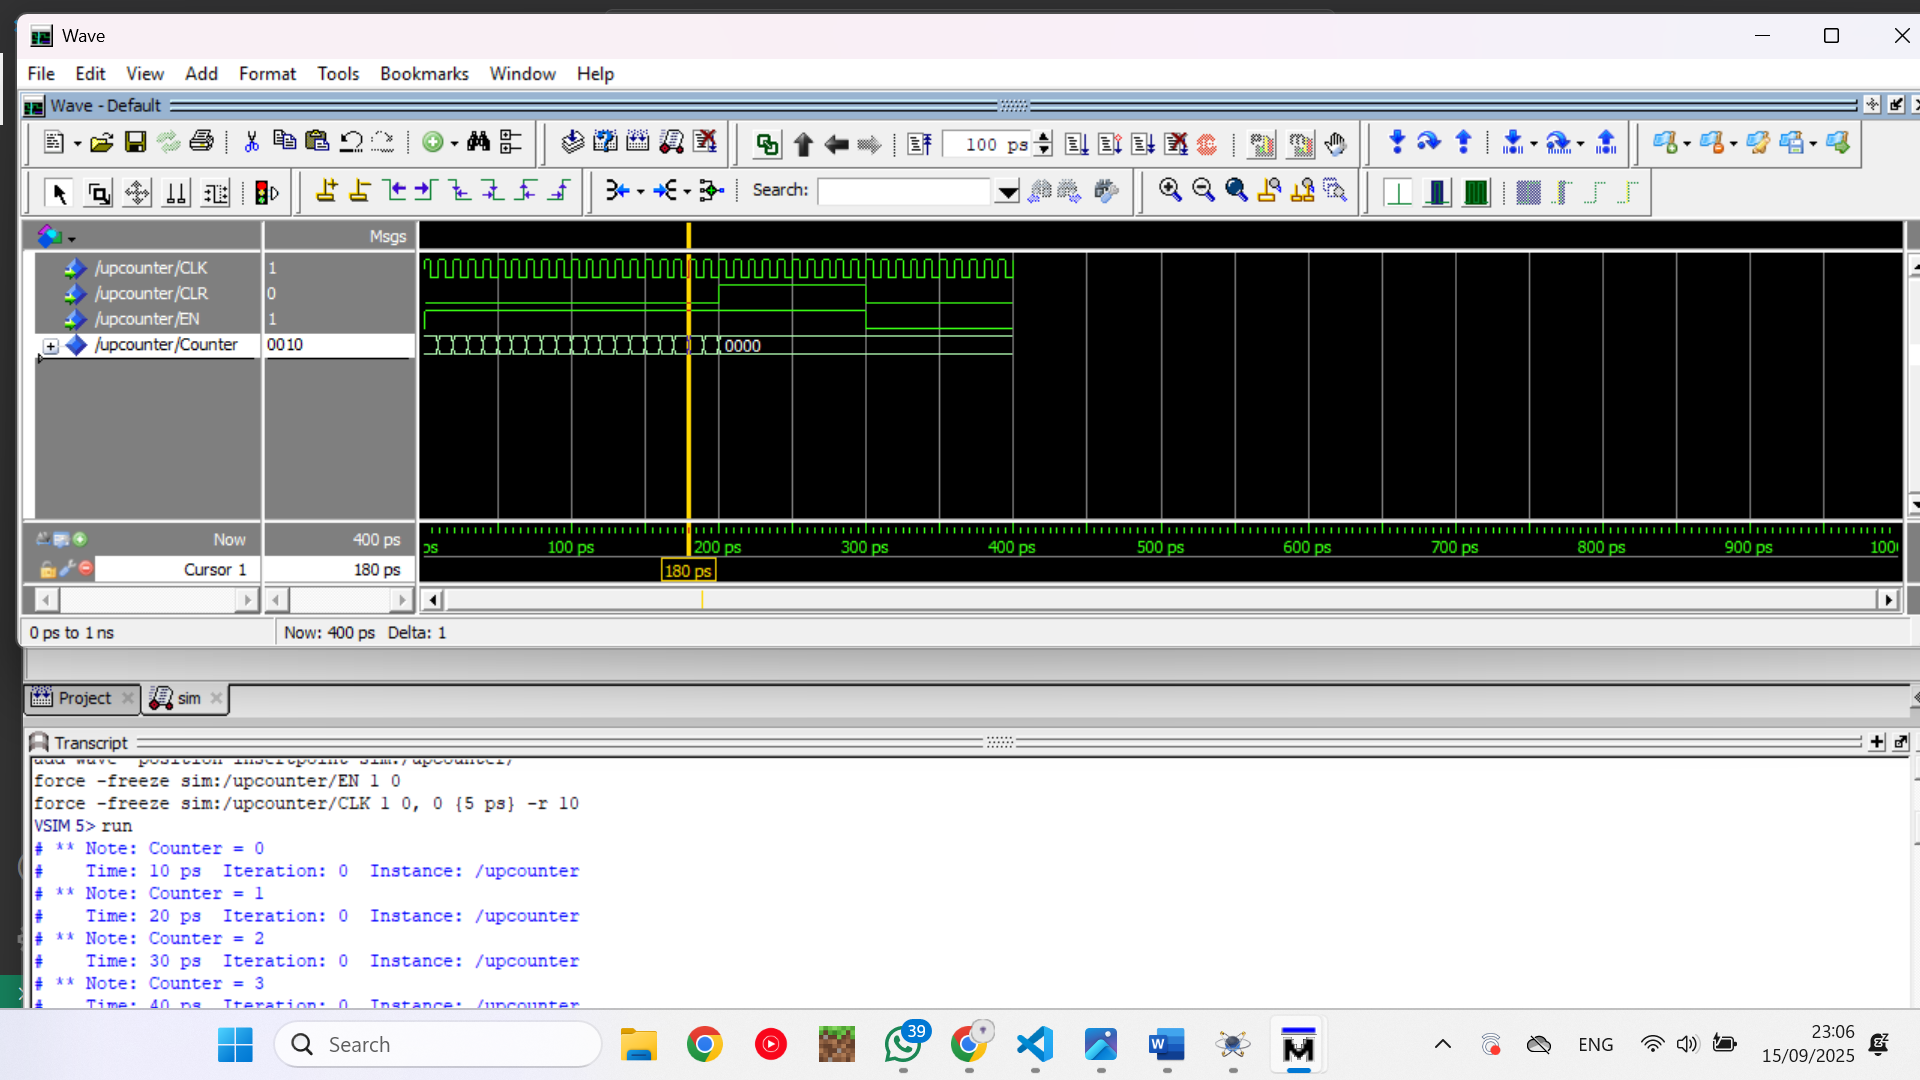 Wave
File Edit View Add Format Tools Bookmarks Window Help
Wave - Default
100 ps
Search:
Msgs
/upcounter/CLK 1
/upcounter/CLR 0
/upcounter/EN 1
/upcounter/Counter 0010 0000
Now 400 ps ps 100 ps 200 ps 300 ps 400 ps 500 ps 600 ps 700 ps 800 ps 900 ps 1000
Cursor 1 180 ps 180 ps
0 ps to 1 ns Now: 400 ps Delta: 1
Project sim
Transcript
add wave -position insertpoint sim:/upcounter/
force -freeze sim:/upcounter/EN 1 0
force -freeze sim:/upcounter/CLK 1 0, 0 {5 ps} -r 10
VSIM 5> run
# ** Note: Counter = 0
# Time: 10 ps Iteration: 0 Instance: /upcounter
# ** Note: Counter = 1
# Time: 20 ps Iteration: 0 Instance: /upcounter
# ** Note: Counter = 2
# Time: 30 ps Iteration: 0 Instance: /upcounter
# ** Note: Counter = 3
# Time: 40 ps Iteration: 0 Instance: /upcounter
Search 39 W M ENG 23:06
15/09/2025